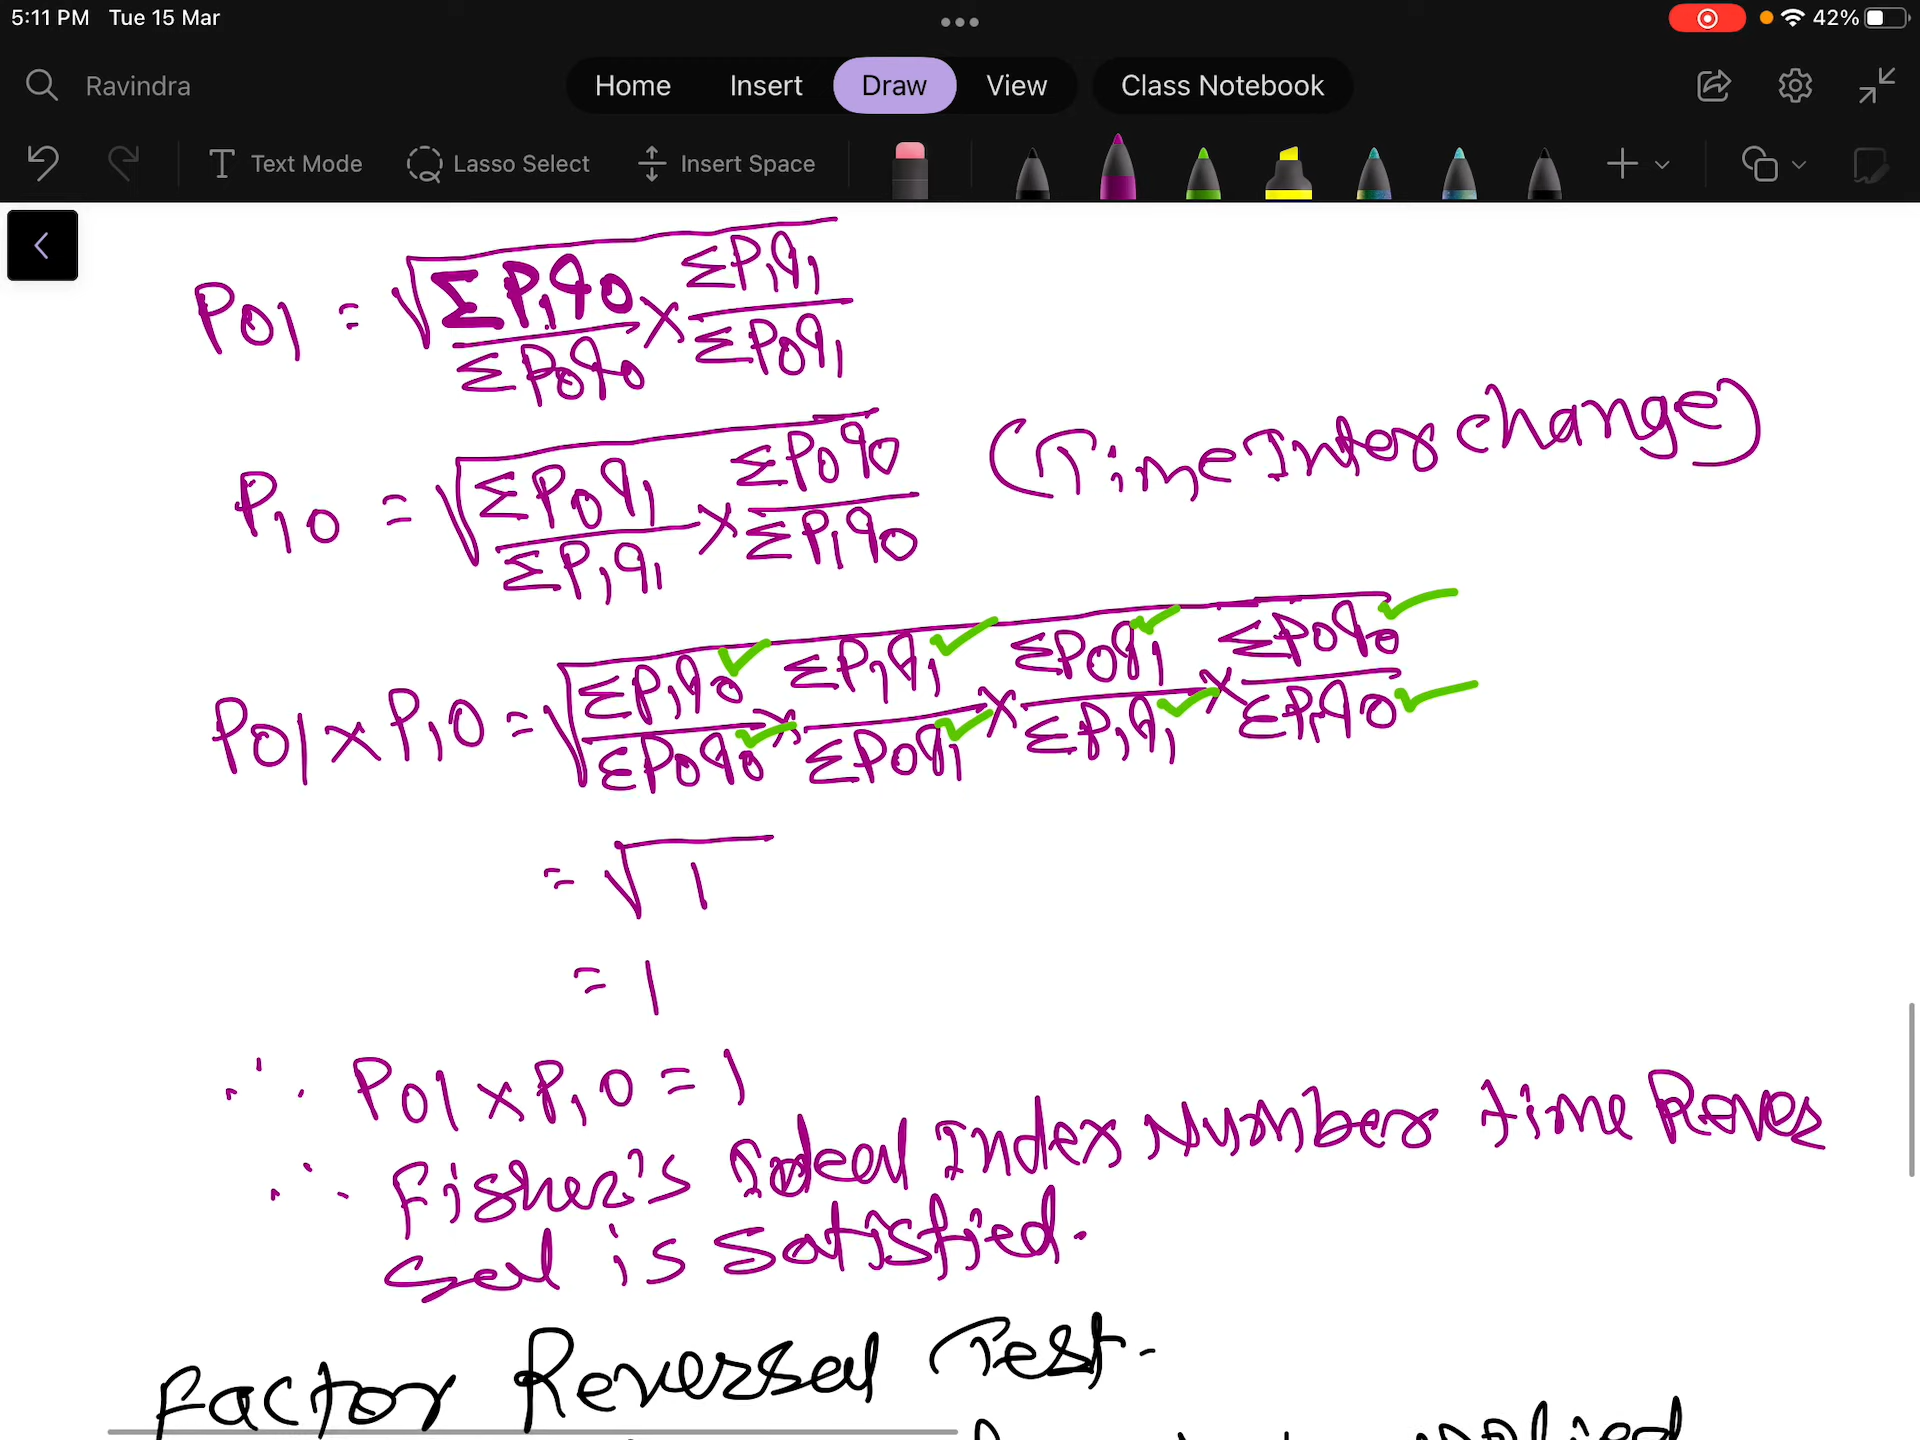 5:11 PM Tue 15 Mar 42%
Ravindra Home Insert Draw View Class Notebook
Text Mode Lasso Select Insert Space
P01 = √(ΣP1q0/ΣP0q0 × ΣP1q1/ΣP0q1)
P10 = √(ΣP0q1/ΣP1q1 × ΣP0q0/ΣP1q0) (Time Inter change)
P01 × P10 = √(ΣP1q0/ΣP0q0 × ΣP1q1/ΣP0q1 × ΣP0q1/ΣP1q1 × ΣP0q0/ΣP1q0)
= √1
= 1
∴ P01 × P10 = 1
∴ Fisher's Ideal Index Number time Rever
sal is satisfied.
Factor Reversal Test.